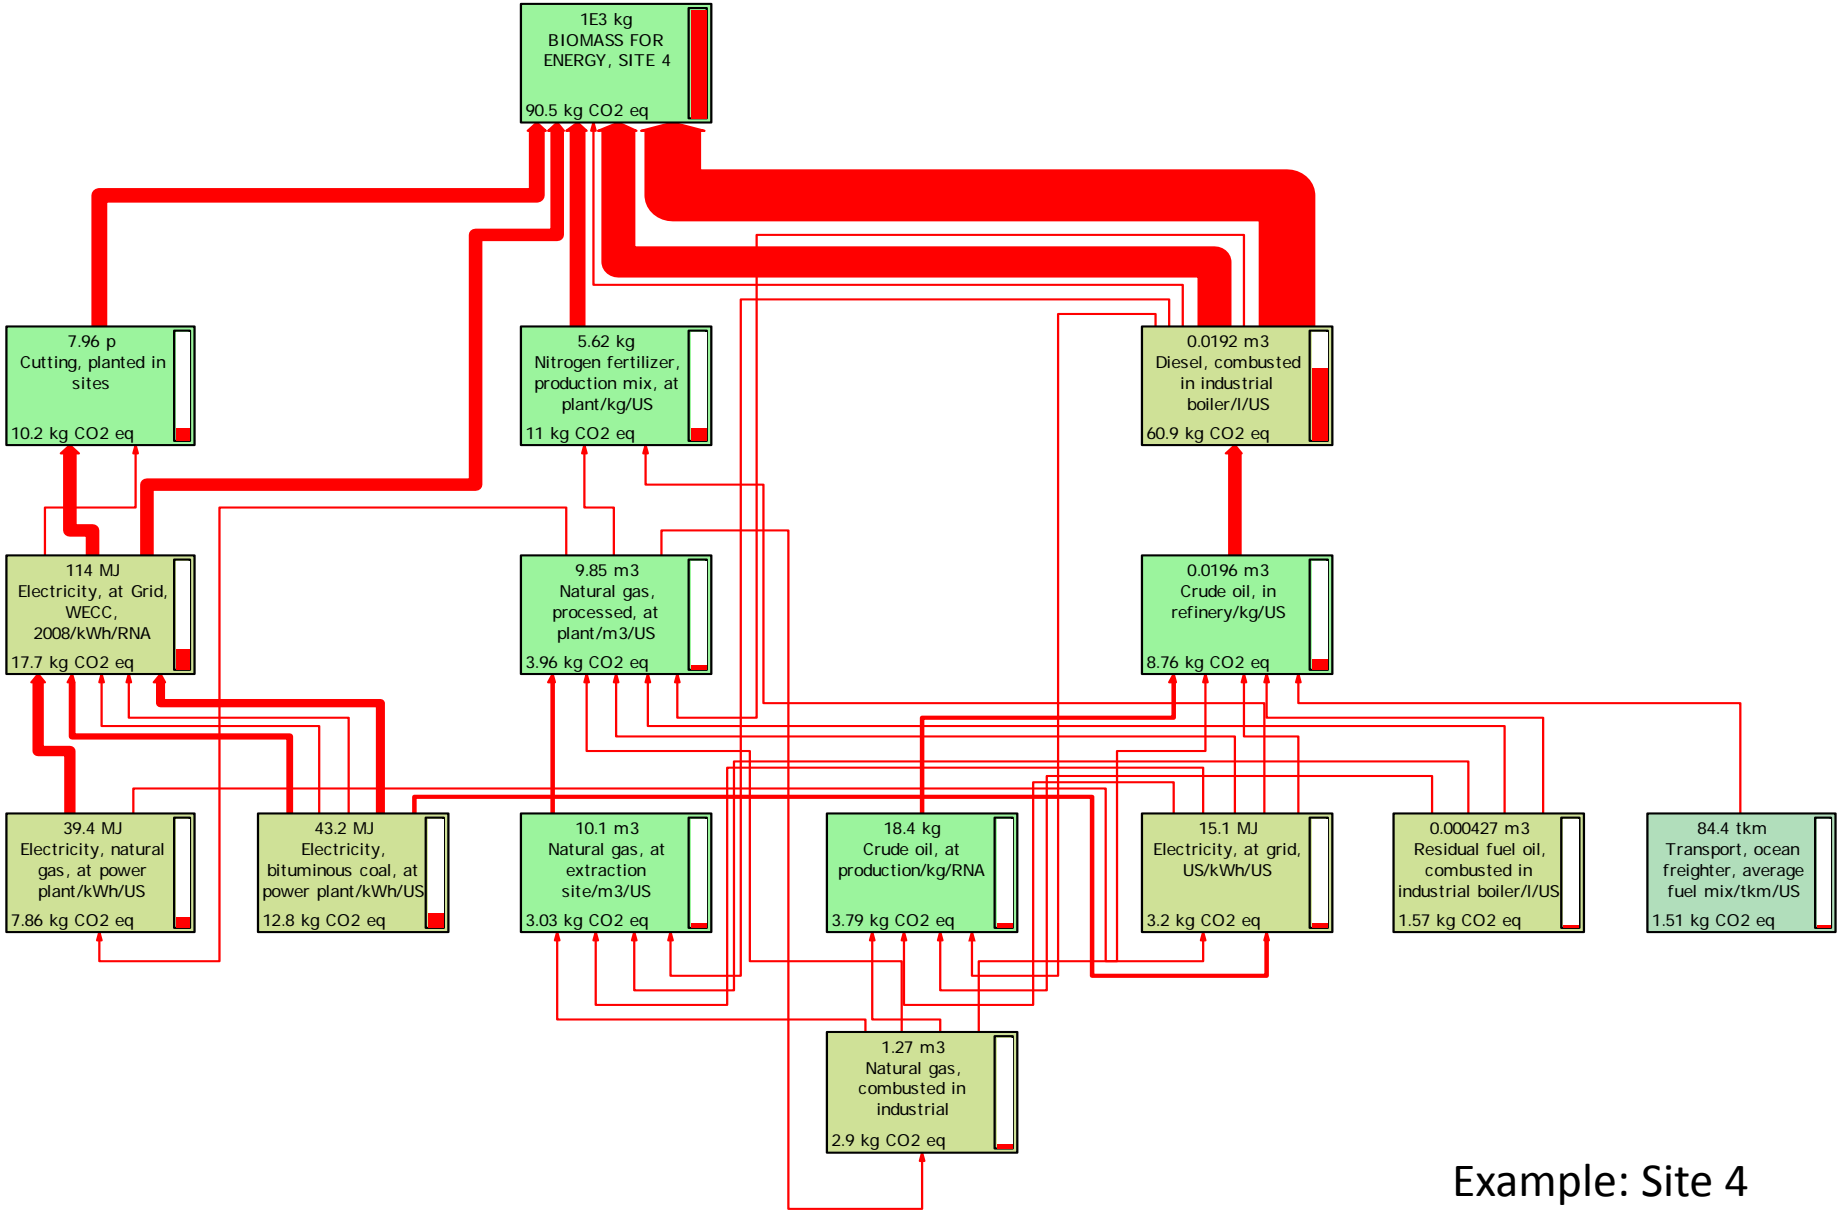 1E3 kg
BIOMASS FOR
ENERGY, SITE 4
90.5 kg CO2 eq
7.96 p
Cutting, planted in
sites
10.2 kg CO2 eq
5.62 kg
Nitrogen fertilizer,
production mix, at
plant/kg/US
11 kg CO2 eq
0.0192 m3
Diesel, combusted
in industrial
boiler/l/US
60.9 kg CO2 eq
114 MJ
Electricity, at Grid,
WECC,
2008/kWh/RNA
17.7 kg CO2 eq
9.85 m3
Natural gas,
processed, at
plant/m3/US
3.96 kg CO2 eq
0.0196 m3
Crude oil, in
refinery/kg/US
8.76 kg CO2 eq
39.4 MJ
Electricity, natural
gas, at power
plant/kWh/US
7.86 kg CO2 eq
43.2 MJ
Electricity,
bituminous coal, at
power plant/kWh/US
12.8 kg CO2 eq
10.1 m3
Natural gas, at
extraction
site/m3/US
3.03 kg CO2 eq
18.4 kg
Crude oil, at
production/kg/RNA
3.79 kg CO2 eq
15.1 MJ
Electricity, at grid,
US/kWh/US
3.2 kg CO2 eq
0.000427 m3
Residual fuel oil,
combusted in
industrial boiler/l/US
1.57 kg CO2 eq
84.4 tkm
Transport, ocean
freighter, average
fuel mix/tkm/US
1.51 kg CO2 eq
1.27 m3
Natural gas,
combusted in
industrial
2.9 kg CO2 eq
Example: Site 4